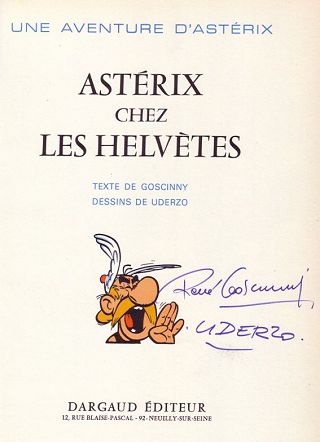 UNE AVENTURE D'ASTÉRIX
ASTÉRIX
CHEZ
LES HELVÈTES
TEXTE DE GOSCINNY
DESSINS DE UDERZO
René Goscinny
UDERZO.
DARGAUD ÉDITEUR
12, RUE BLAISE-PASCAL - 92-NEUILLY-SUR-SEINE